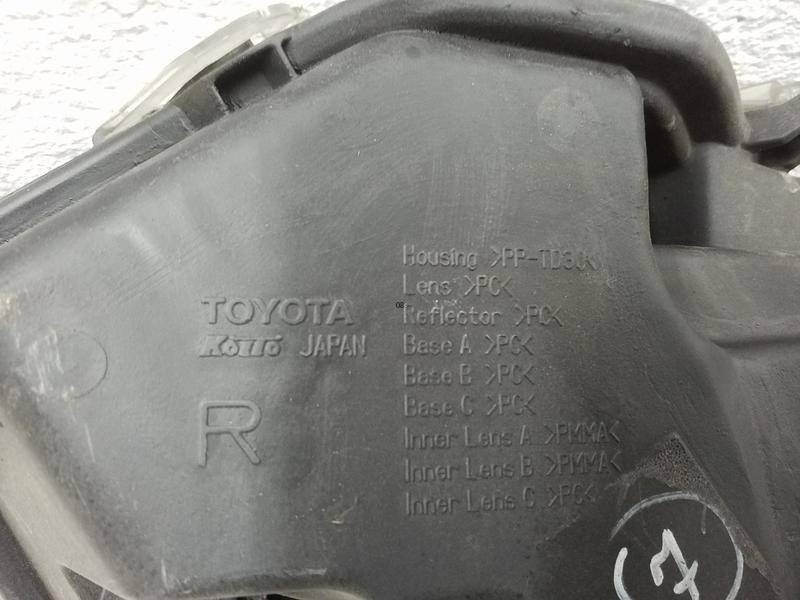 TOYOTA
KOITO JAPAN
R
Housing >PP-TD30<
Lens >PC<
Reflector >PC<
Base A >PC<
Base B >PC<
Base C >PC<
Inner Lens A >PMMA<
Inner Lens B >PMMA<
Inner Lens C >PC<
7